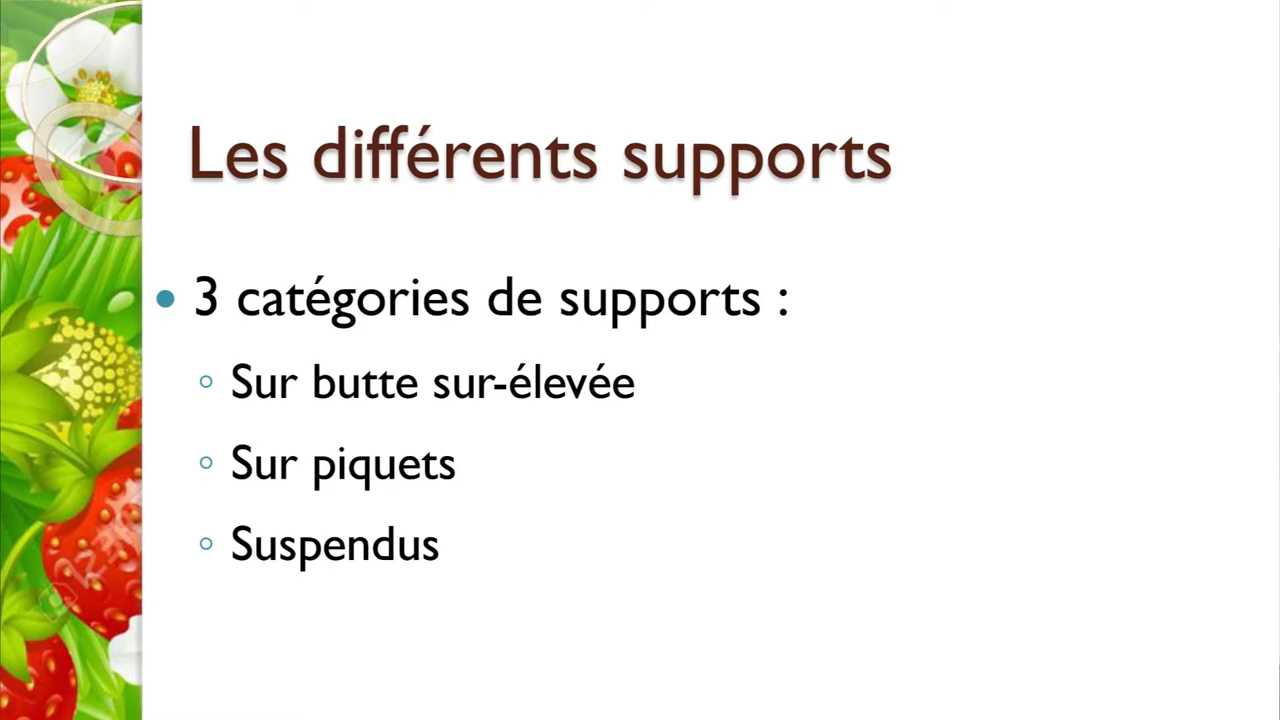 Les différents supports
3 catégories de supports :
Sur butte sur-élevée
Sur piquets
Suspendus